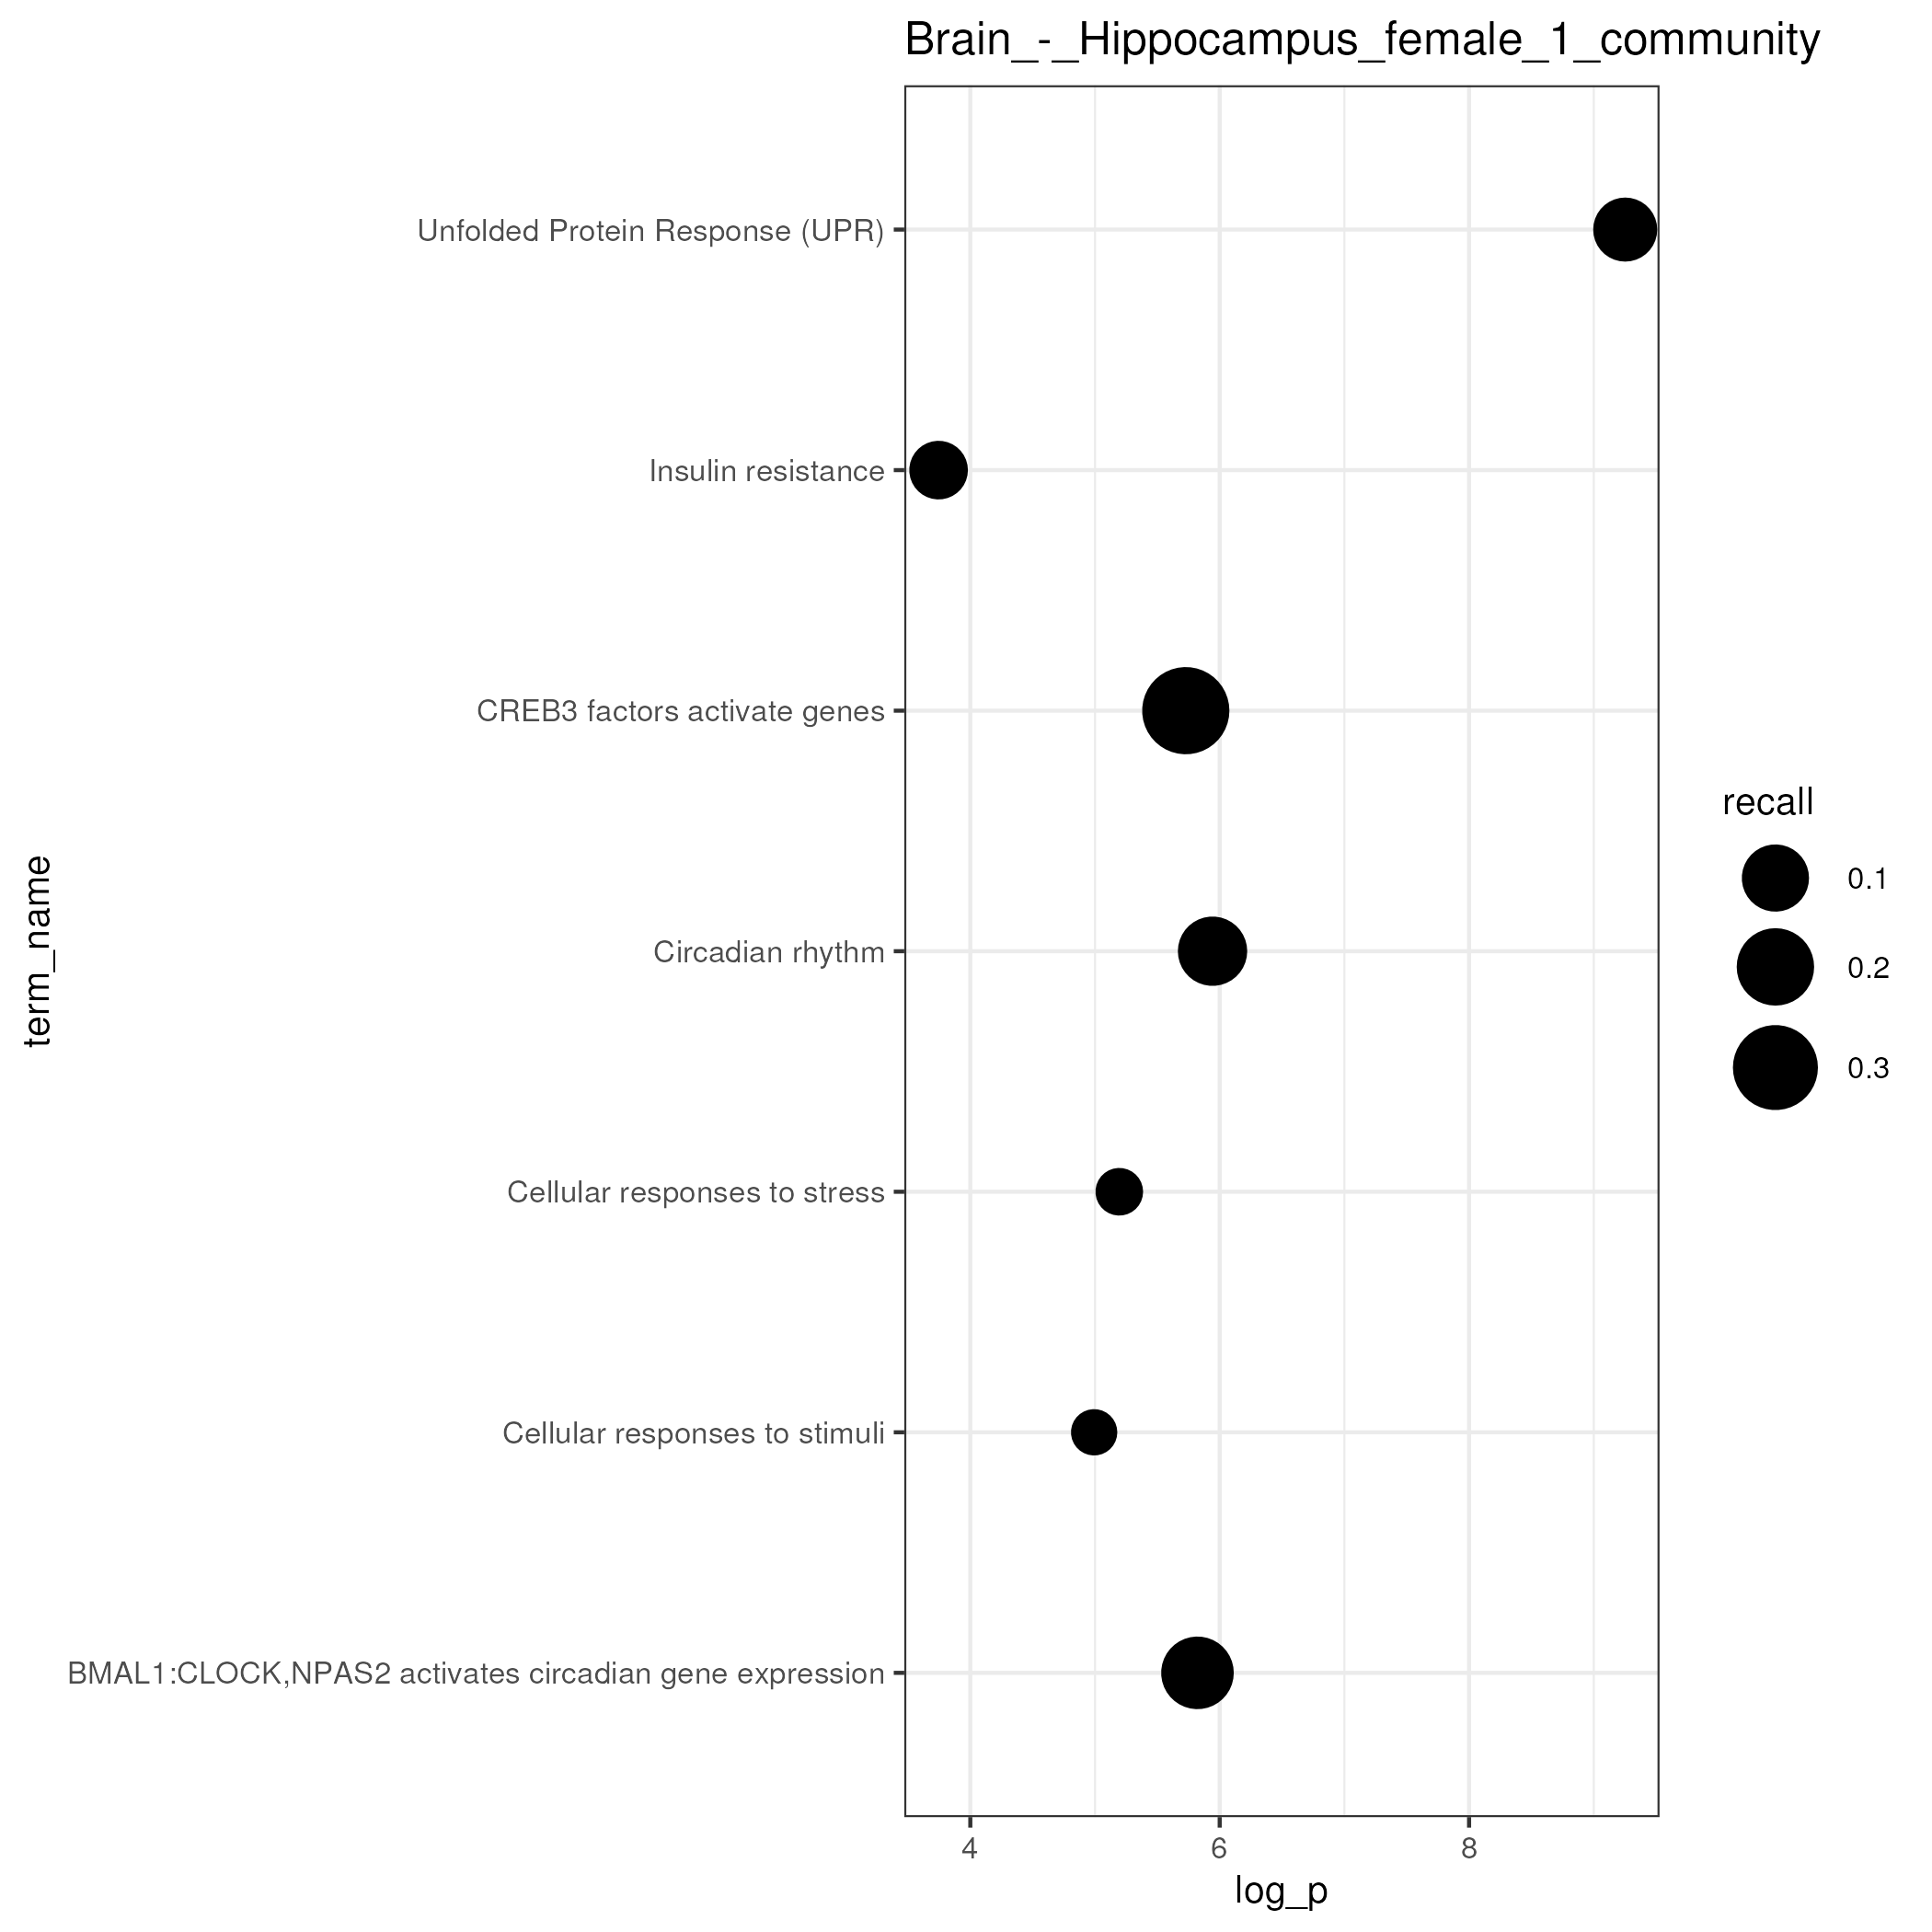 Brain_-_Hippocampus_female_1_community
Unfolded Protein Response (UPR)
Insulin resistance
CREB3 factors activate genes
Circadian rhythm
Cellular responses to stress
Cellular responses to stimuli
BMAL1:CLOCK,NPAS2 activates circadian gene expression
term_name
4 6 8
log_p
recall
0.1
0.2
0.3